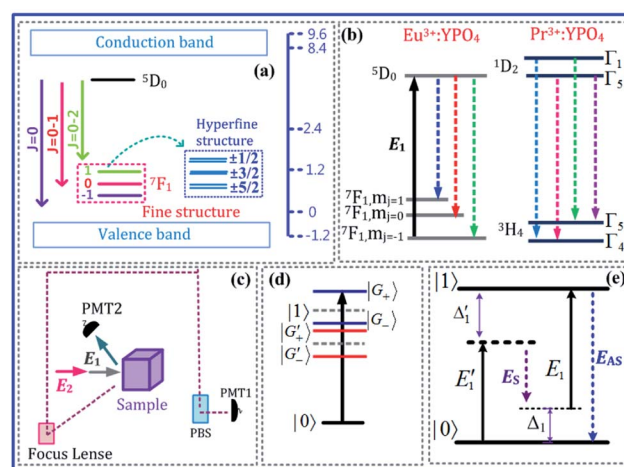 Conduction band
(a)
⁵D₀
J=0
J=0-1
J=0-2
Hyperfine
structure
±1/2
±3/2
±5/2
1
0
-1
⁷F₁
Fine structure
Valence band
9.6
8.4
2.4
1.2
0
-1.2
(b)
Eu³⁺:YPO₄
Pr³⁺:YPO₄
⁵D₀
E₁
⁷F₁,mⱼ₌₁
⁷F₁,mⱼ₌₀
⁷F₁,mⱼ₌₋₁
¹D₂
Γ₁
Γ₅
³H₄
Γ₅
Γ₄
(c)
PMT2
E₂
E₁
Sample
Focus Lense
PBS
PMT1
(d)
|G₊⟩
|1⟩
|G₋⟩
|G′₊⟩
|G′₋⟩
|0⟩
(e)
|1⟩
Δ′₁
E′₁
E_S
E₁
E_AS
Δ₁
|0⟩